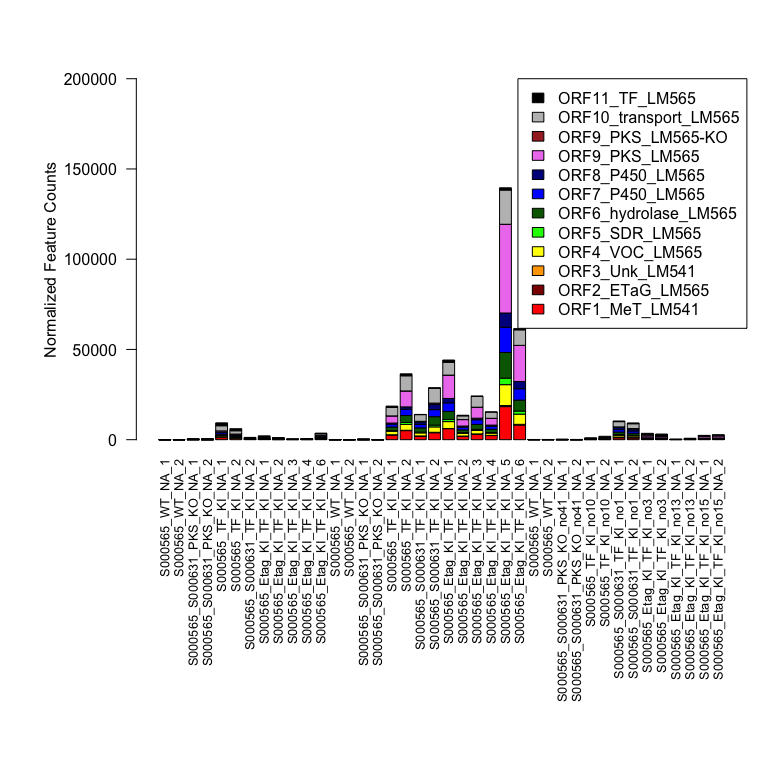 200000
150000
100000
50000
0
Normalized Feature Counts
ORF11_TF_LM565
ORF10_transport_LM565
ORF9_PKS_LM565-KO
ORF9_PKS_LM565
ORF8_P450_LM565
ORF7_P450_LM565
ORF6_hydrolase_LM565
ORF5_SDR_LM565
ORF4_VOC_LM565
ORF3_Unk_LM541
ORF2_ETaG_LM565
ORF1_MeT_LM541
S000565_WT_NA_1
S000565_WT_NA_2
S000565_S000631_PKS_KO_NA_1
S000565_S000631_PKS_KO_NA_2
S000565_TF_KI_NA_1
S000565_TF_KI_NA_2
S000565_S000631_TF_KI_NA_2
S000565_Etag_KI_TF_KI_NA_1
S000565_Etag_KI_TF_KI_NA_2
S000565_Etag_KI_TF_KI_NA_3
S000565_Etag_KI_TF_KI_NA_4
S000565_Etag_KI_TF_KI_NA_6
S000565_WT_NA_1
S000565_WT_NA_2
S000565_S000631_PKS_KO_NA_1
S000565_S000631_PKS_KO_NA_2
S000565_TF_KI_NA_1
S000565_TF_KI_NA_2
S000565_S000631_TF_KI_NA_1
S000565_S000631_TF_KI_NA_2
S000565_Etag_KI_TF_KI_NA_1
S000565_Etag_KI_TF_KI_NA_2
S000565_Etag_KI_TF_KI_NA_3
S000565_Etag_KI_TF_KI_NA_4
S000565_Etag_KI_TF_KI_NA_5
S000565_Etag_KI_TF_KI_NA_6
S000565_WT_NA_1
S000565_WT_NA_2
S000565_S000631_PKS_KO_no41_NA_1
S000565_S000631_PKS_KO_no41_NA_2
S000565_TF_KI_no10_NA_1
S000565_TF_KI_no10_NA_2
S000565_S000631_TF_KI_no1_NA_1
S000565_S000631_TF_KI_no1_NA_2
S000565_Etag_KI_TF_KI_no3_NA_1
S000565_Etag_KI_TF_KI_no3_NA_2
S000565_Etag_KI_TF_KI_no13_NA_1
S000565_Etag_KI_TF_KI_no13_NA_2
S000565_Etag_KI_TF_KI_no15_NA_1
S000565_Etag_KI_TF_KI_no15_NA_2